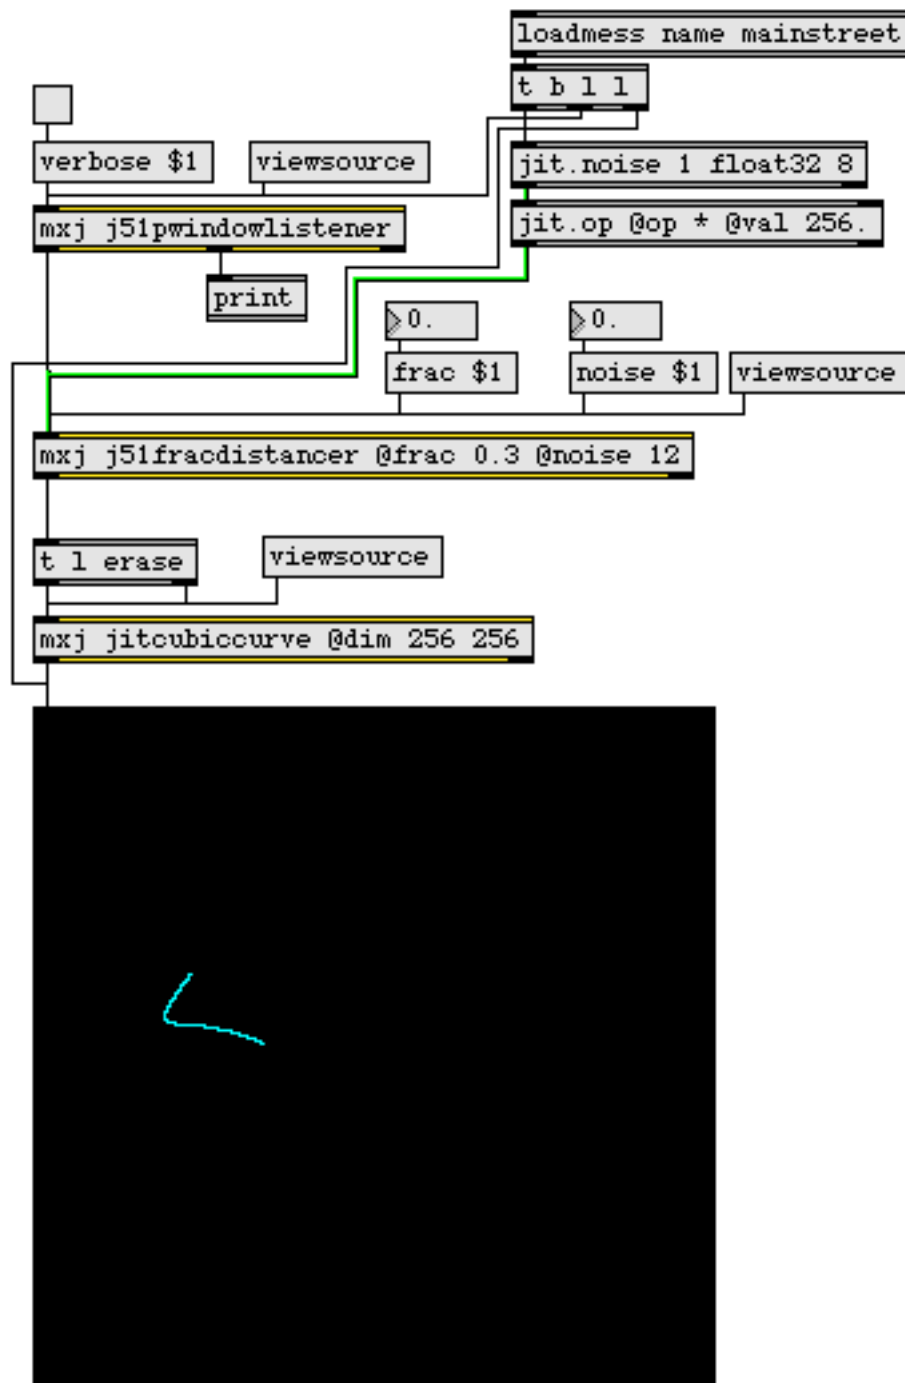 loadmess name mainstreet
t b l l
verbose $1
viewsource
jit.noise 1 float32 8
mxj j51pwindowlistener
jit.op @op * @val 256.
print
0.
0.
frac $1
noise $1
viewsource
mxj j51fracdistancer @frac 0.3 @noise 12
t l erase
viewsource
mxj jitcubiccurve @dim 256 256